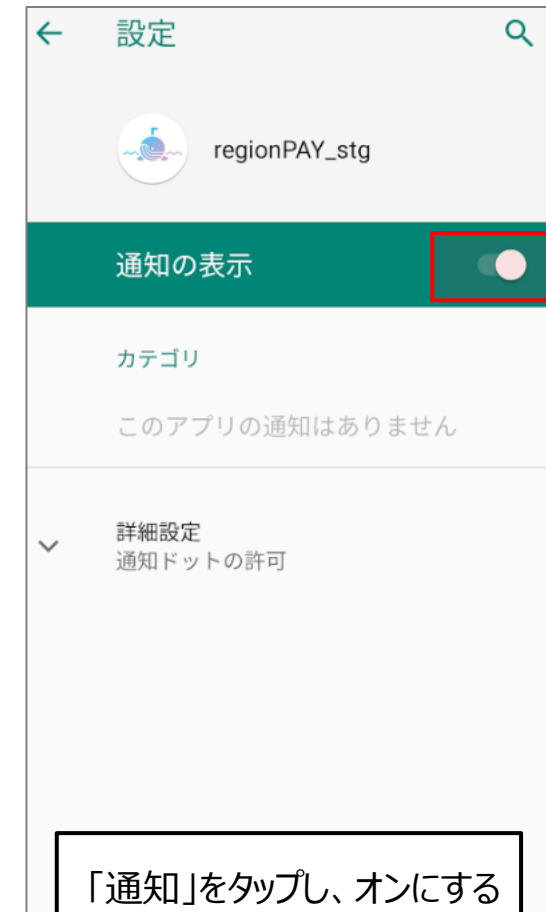 設定
regionPAY_stg
通知の表示
カテゴリ
このアプリの通知はありません
詳細設定
通知ドットの許可
「通知」をタップし、オンにする